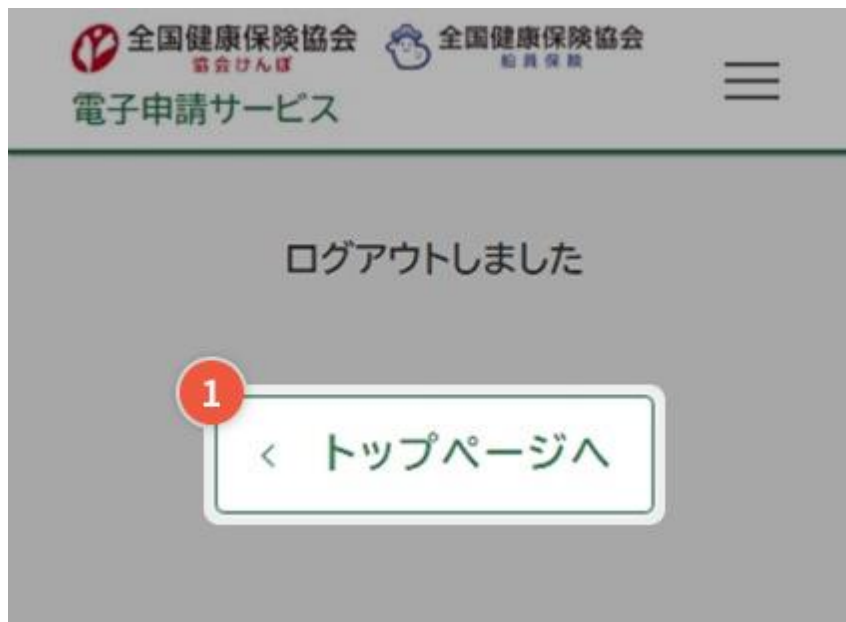 全国健康保険協会 全国健康保険協会
協会けんぽ 船員保険
電子申請サービス
ログアウトしました
1
< トップページへ